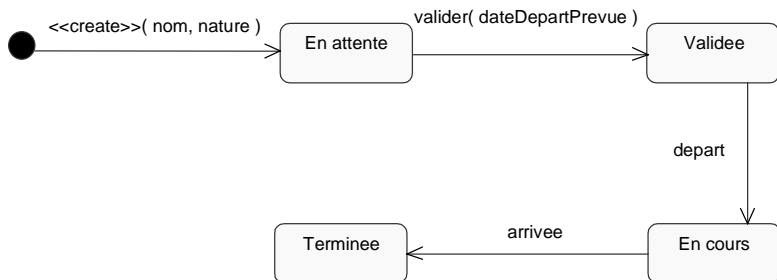 <<create>>( nom, nature )
En attente
valider( dateDepartPrevue )
Validee
depart
En cours
arrivee
Terminee